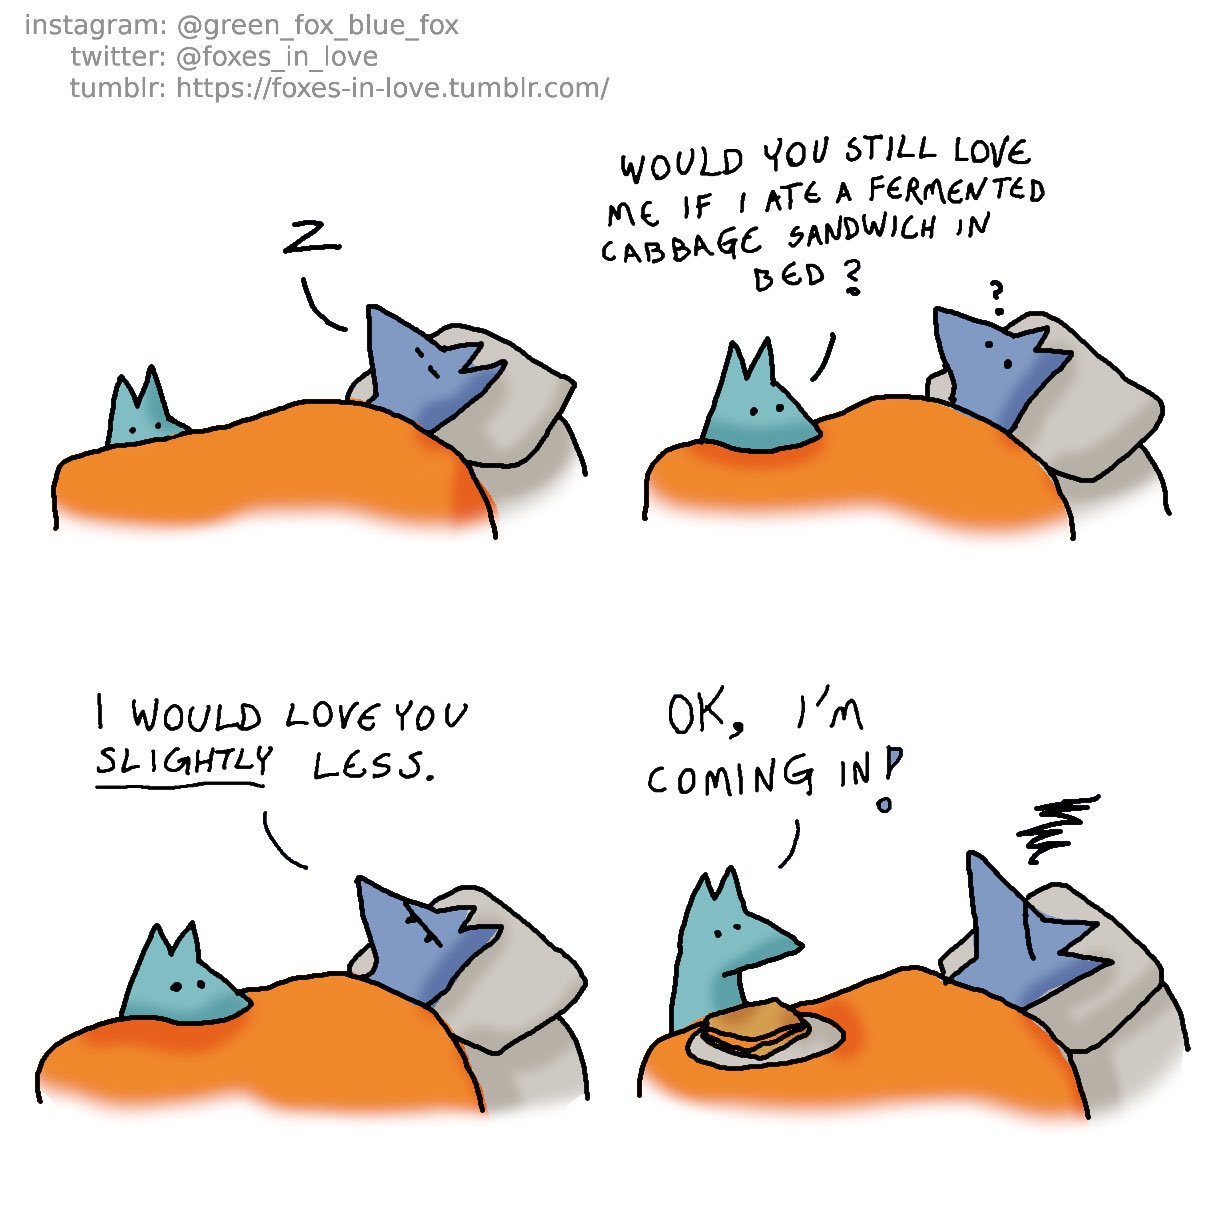 instagram: @green_fox_blue_fox
twitter: @foxes_in_love
tumblr: https://foxes-in-love.tumblr.com/
Z
WOULD YOU STILL LOVE
ME IF I ATE A FERMENTED
CABBAGE SANDWICH IN
BED?
?
I WOULD LOVE YOU
SLIGHTLY LESS.
OK, I'M
COMING IN!